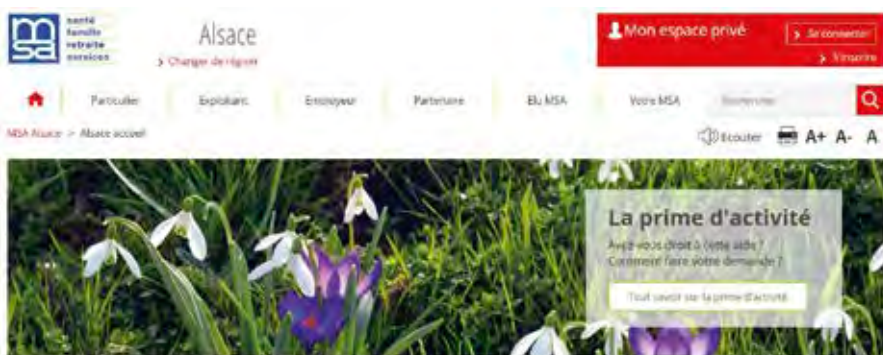 msa
santé
famille
retraite
services
Alsace
> Changer de région
Mon espace privé
> Se connecter
> S'inscrire
Particulier
Exploitant
Employeur
Partenaire
Elu MSA
Votre MSA
Rechercher
MSA Alsace > Alsace accueil
Ecouter A+ A- A
La prime d'activité
Avez-vous droit à cette aide ?
Comment faire votre demande ?
Tout savoir sur la prime d'activité